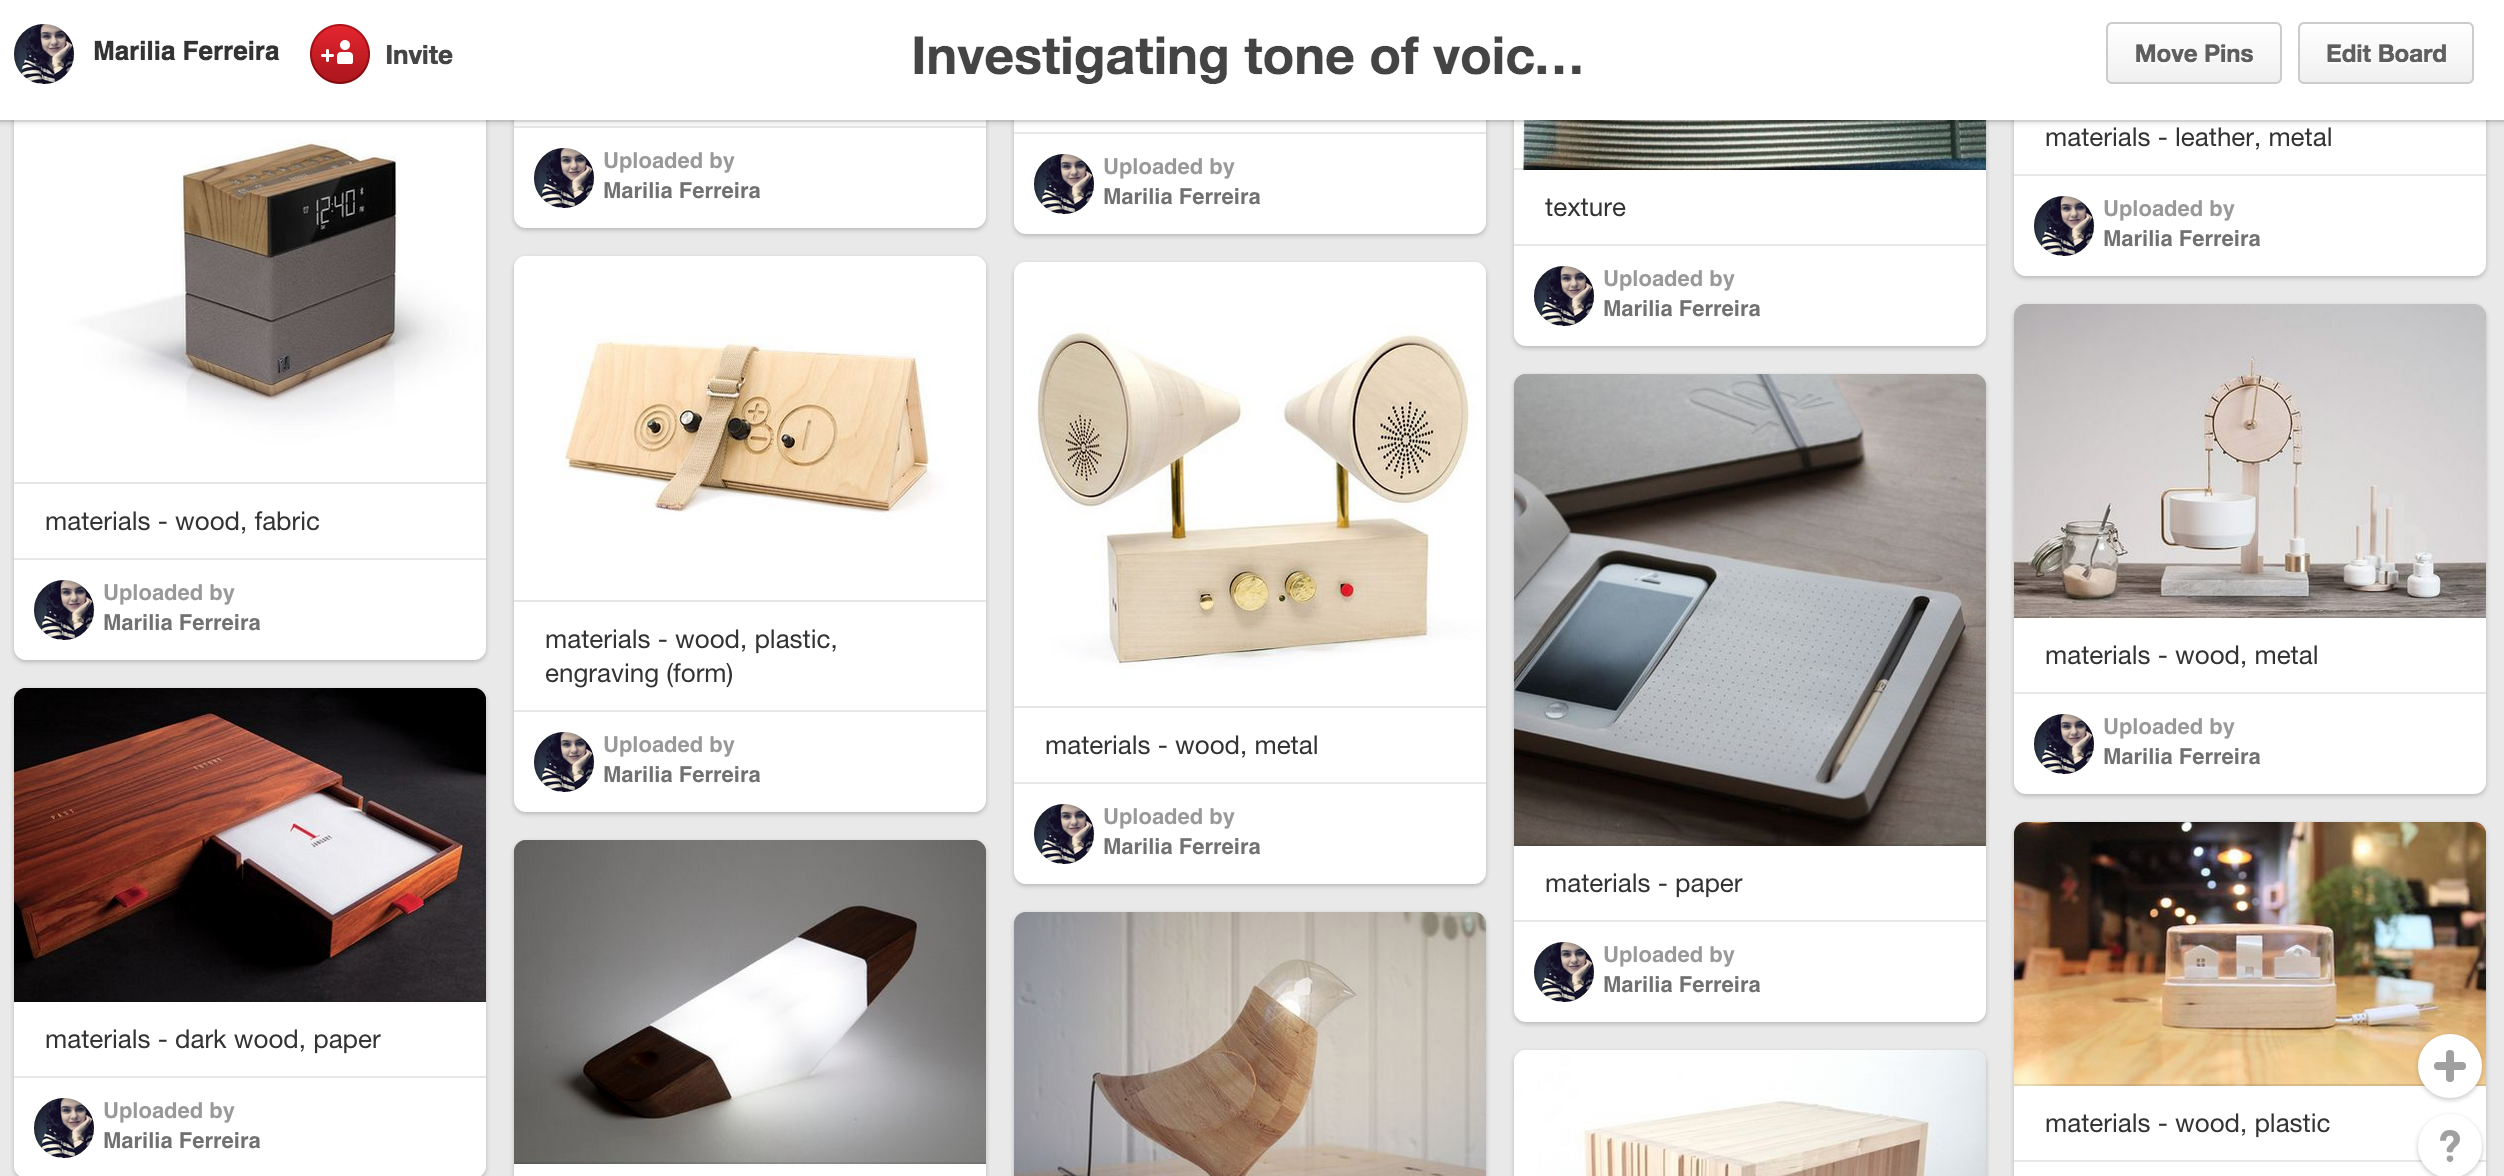 Marilia Ferreira
Invite
Investigating tone of voic...
Move Pins
Edit Board
12:40
materials - wood, fabric
Uploaded by
Marilia Ferreira
PAST
FUTURE
1
JANUARY
materials - dark wood, paper
Uploaded by
Marilia Ferreira
Uploaded by
Marilia Ferreira
materials - wood, plastic,
engraving (form)
Uploaded by
Marilia Ferreira
Uploaded by
Marilia Ferreira
materials - wood, metal
Uploaded by
Marilia Ferreira
texture
Uploaded by
Marilia Ferreira
materials - paper
Uploaded by
Marilia Ferreira
materials - leather, metal
Uploaded by
Marilia Ferreira
materials - wood, metal
Uploaded by
Marilia Ferreira
materials - wood, plastic
?